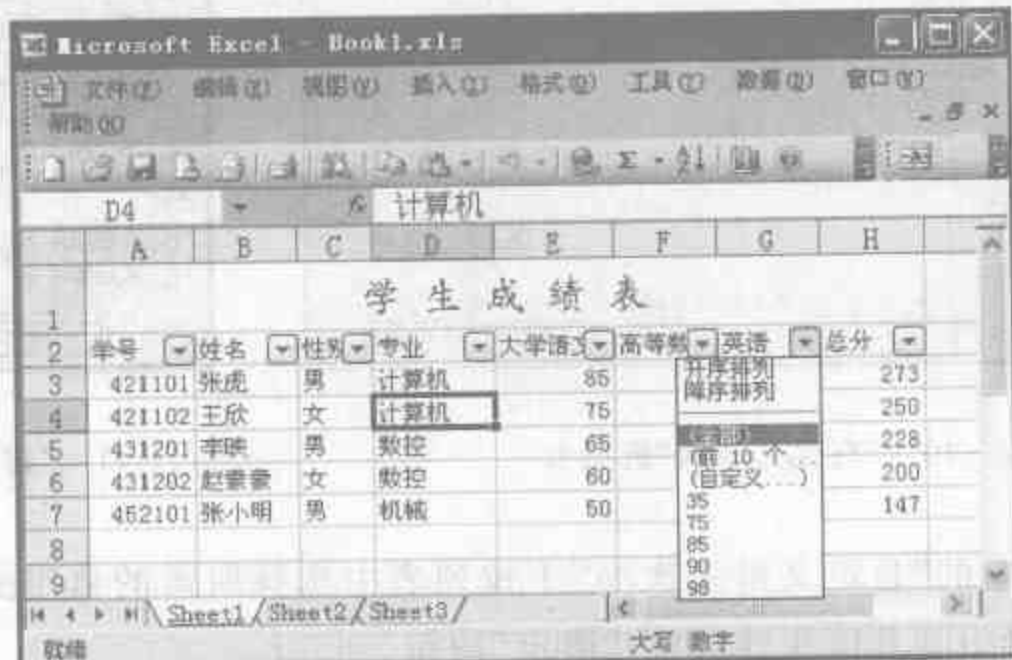 Microsoft Excel - Book1.xls
文件(F) 编辑(E) 视图(V) 插入(I) 格式(O) 工具(T) 数据(D) 窗口(W)
帮助(H)
D4 fx 计算机
A B C D E F G H
1 学生成绩表
2 学号 姓名 性别 专业 大学语文 高等数 英语 总分
3 421101 张虎 男 计算机 85 升序排列 273
降序排列
4 421102 王欣 女 计算机 75 250
5 431201 李映 男 数控 65 (全部) 228
(前 10 个...
6 431202 女 数控 60 (自定义...) 200
7 452101 张小明 男 机械 50 35 147
75
8 85
90
9 98
Sheet1 / Sheet2 / Sheet3 /
就绪 大写 数字